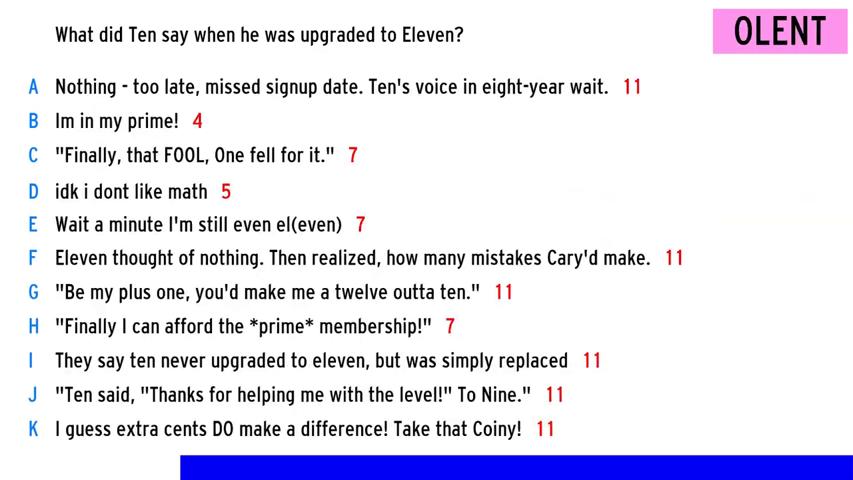 What did Ten say when he was upgraded to Eleven?
OLENT
A Nothing - too late, missed signup date. Ten's voice in eight-year wait. 11
B Im in my prime! 4
C "Finally, that FOOL, One fell for it." 7
D idk i dont like math 5
E Wait a minute I'm still even el(even) 7
F Eleven thought of nothing. Then realized, how many mistakes Cary'd make. 11
G "Be my plus one, you'd make me a twelve outta ten." 11
H "Finally I can afford the *prime* membership!" 7
I They say ten never upgraded to eleven, but was simply replaced 11
J "Ten said, "Thanks for helping me with the level!" To Nine." 11
K I guess extra cents DO make a difference! Take that Coiny! 11